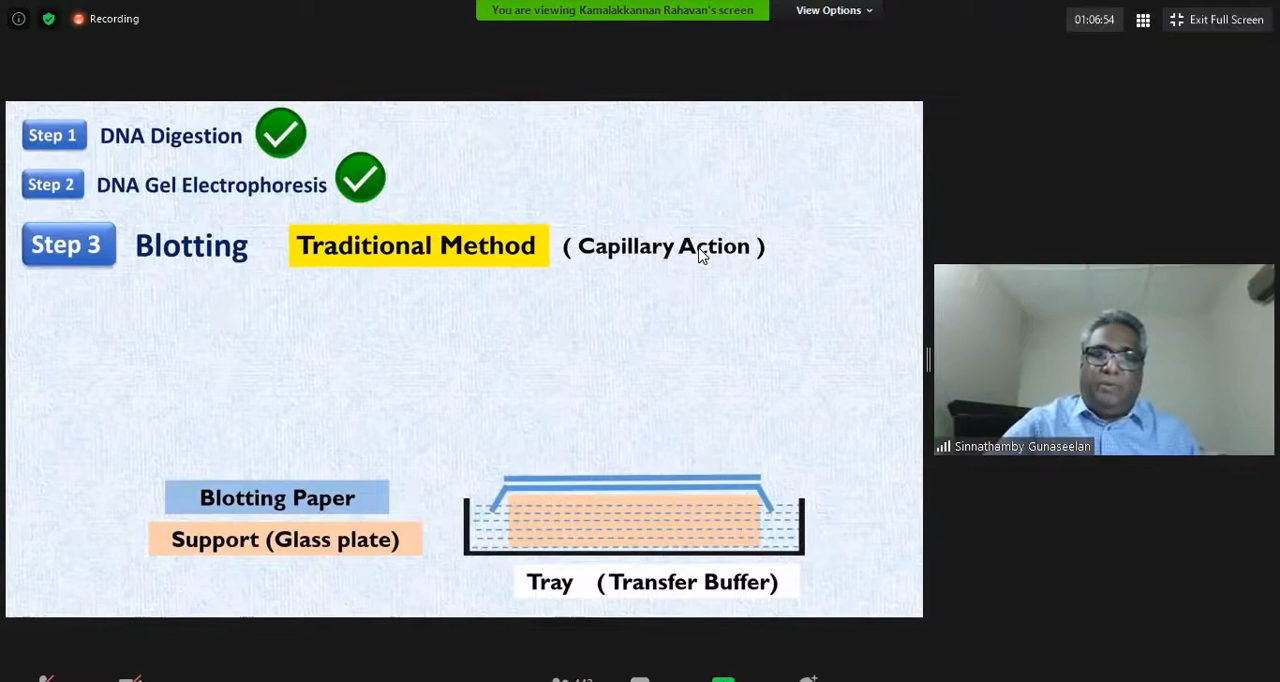 Recording
You are viewing Kamalakkannan Rahavan's screen
View Options
01:06:54
Exit Full Screen
Step 1 DNA Digestion
Step 2 DNA Gel Electrophoresis
Step 3 Blotting Traditional Method ( Capillary Action )
Sinnathamby Gunaseelan
Blotting Paper
Support (Glass plate)
Tray (Transfer Buffer)